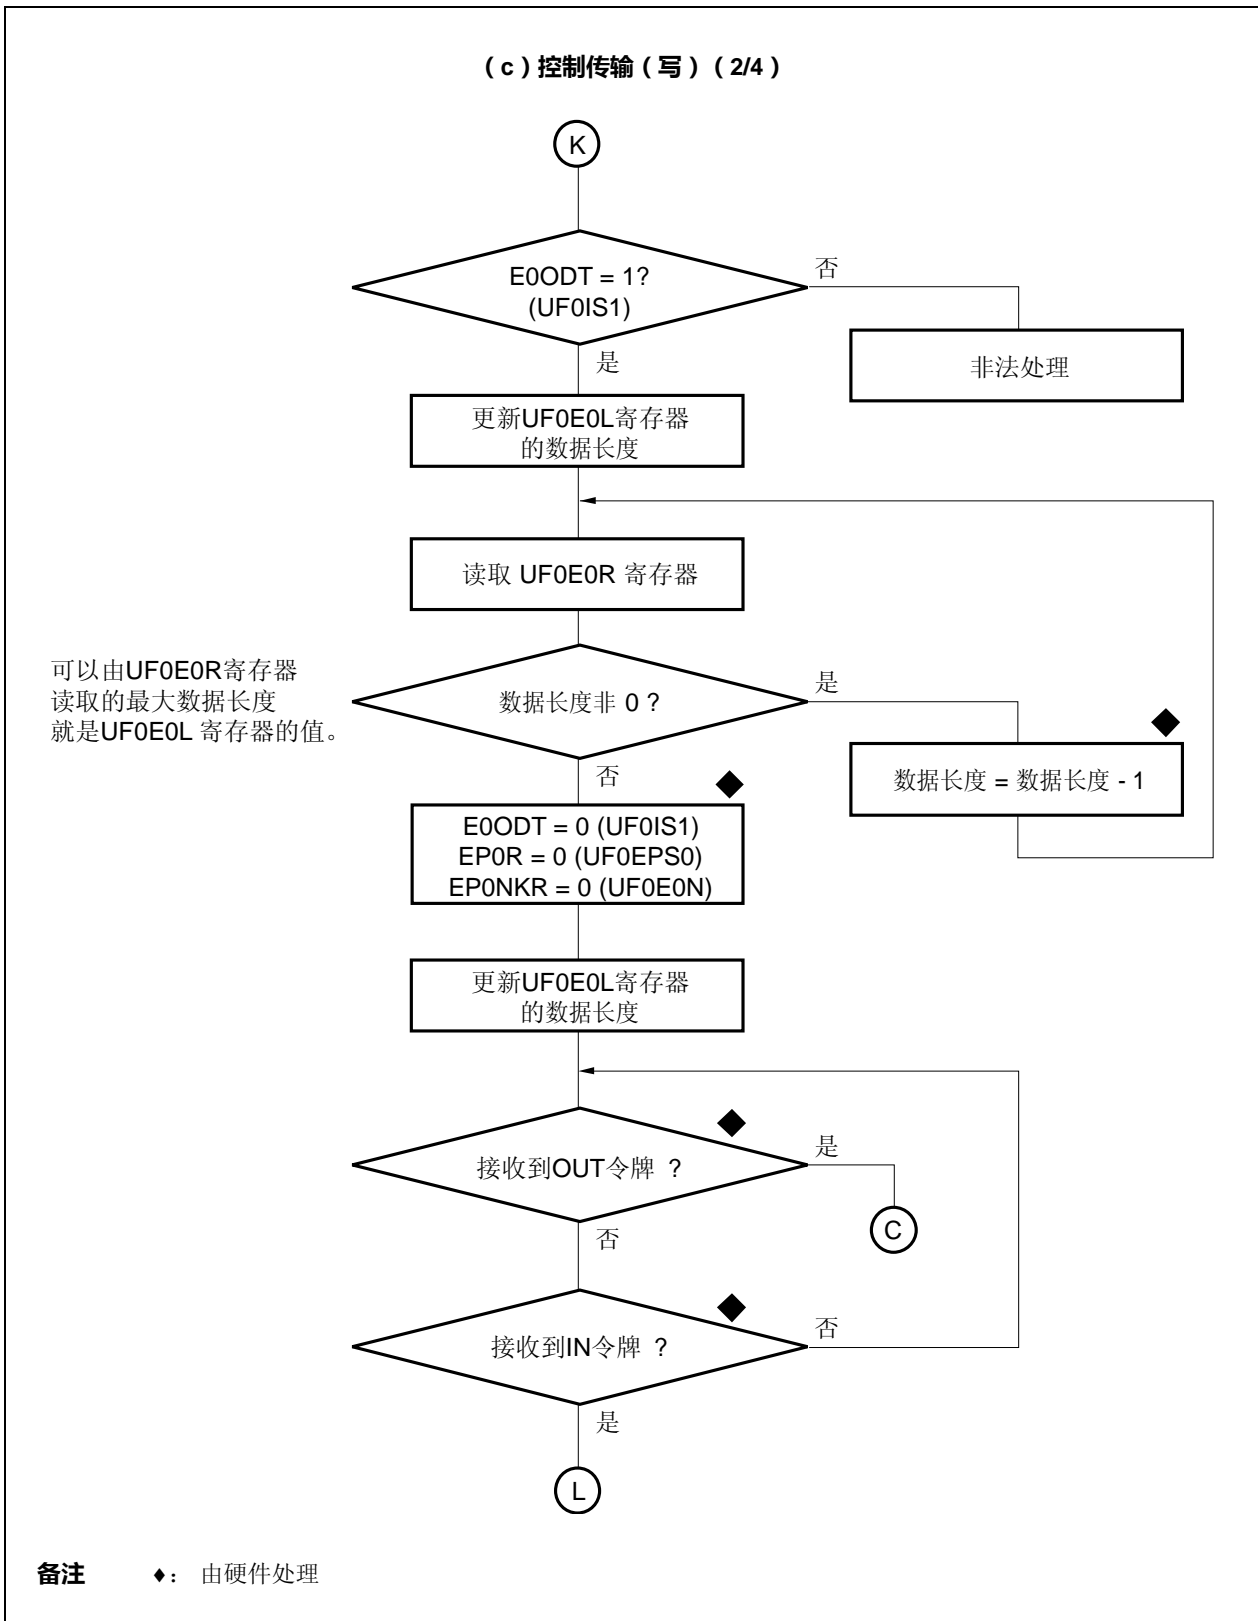 （c）控制传输（写）（2/4）
K
E0ODT = 1?
(UF0IS1)
否
非法处理
是
更新UF0E0L寄存器
的数据长度
读取 UF0E0R 寄存器
可以由UF0E0R寄存器
读取的最大数据长度
就是UF0E0L 寄存器的值。
数据长度非 0 ?
是
数据长度 = 数据长度 - 1
否
E0ODT = 0 (UF0IS1)
EP0R = 0 (UF0EPS0)
EP0NKR = 0 (UF0E0N)
更新UF0E0L寄存器
的数据长度
接收到OUT令牌 ?
是
C
否
接收到IN令牌 ?
否
是
L
备注 ♦： 由硬件处理